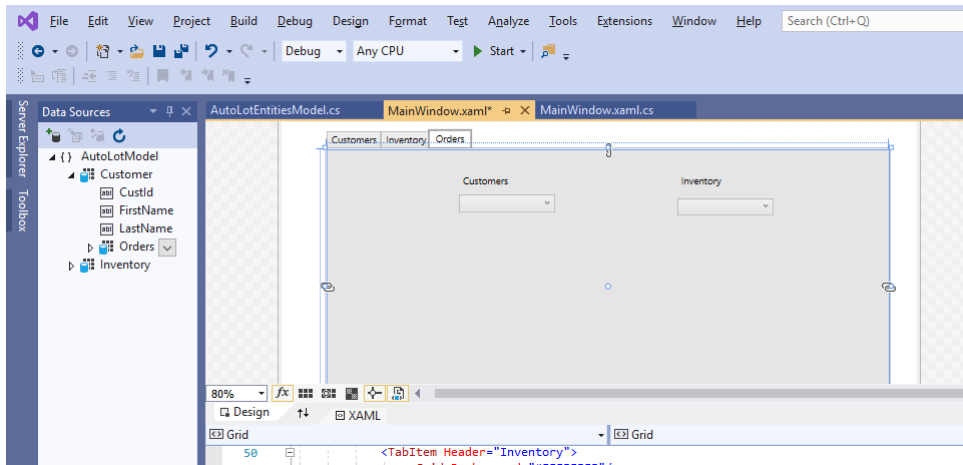 File Edit View Project Build Debug Design Format Test Analyze Tools Extensions Window Help Search (Ctrl+Q)
Debug Any CPU Start
Server Explorer
Toolbox
Data Sources
AutoLotModel
Customer
CustId
FirstName
LastName
Orders
Inventory
AutoLotEntitiesModel.cs MainWindow.xaml* MainWindow.xaml.cs
Customers Inventory Orders
Customers Inventory
80% fx
Design XAML
Grid Grid
50 <TabItem Header="Inventory">